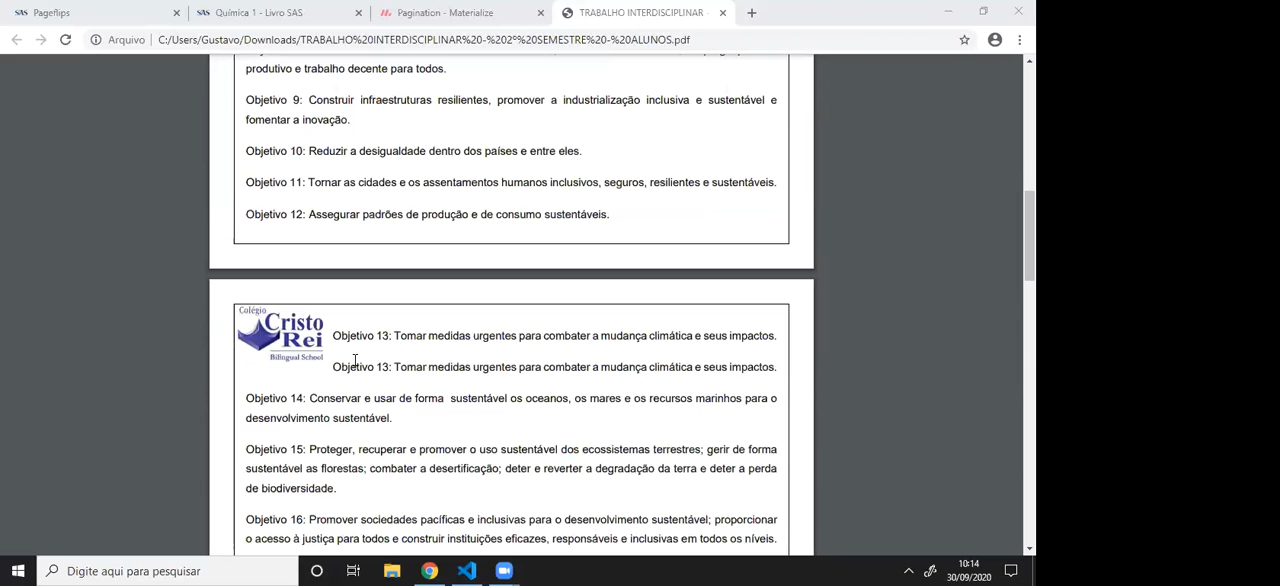 Pageflips
Química 1 - Livro SAS
Pagination - Materialize
TRABALHO INTERDISCIPLINAR -
Arquivo
C:/Users/Gustavo/Downloads/TRABALHO%20INTERDISCIPLINAR%20-%202º%20SEMESTRE%20-%20ALUNOS.pdf
produtivo e trabalho decente para todos.
Objetivo 9: Construir infraestruturas resilientes, promover a industrialização inclusiva e sustentável e
fomentar a inovação.
Objetivo 10: Reduzir a desigualdade dentro dos países e entre eles.
Objetivo 11: Tornar as cidades e os assentamentos humanos inclusivos, seguros, resilientes e sustentáveis.
Objetivo 12: Assegurar padrões de produção e de consumo sustentáveis.
Colégio
Cristo
Rei
Bilingual School
Objetivo 13: Tomar medidas urgentes para combater a mudança climática e seus impactos.
Objetivo 13: Tomar medidas urgentes para combater a mudança climática e seus impactos.
Objetivo 14: Conservar e usar de forma sustentável os oceanos, os mares e os recursos marinhos para o
desenvolvimento sustentável.
Objetivo 15: Proteger, recuperar e promover o uso sustentável dos ecossistemas terrestres; gerir de forma
sustentável as florestas; combater a desertificação; deter e reverter a degradação da terra e deter a perda
de biodiversidade.
Objetivo 16: Promover sociedades pacíficas e inclusivas para o desenvolvimento sustentável; proporcionar
o acesso à justiça para todos e construir instituições eficazes, responsáveis e inclusivas em todos os níveis.
Digite aqui para pesquisar
10:14
30/09/2020